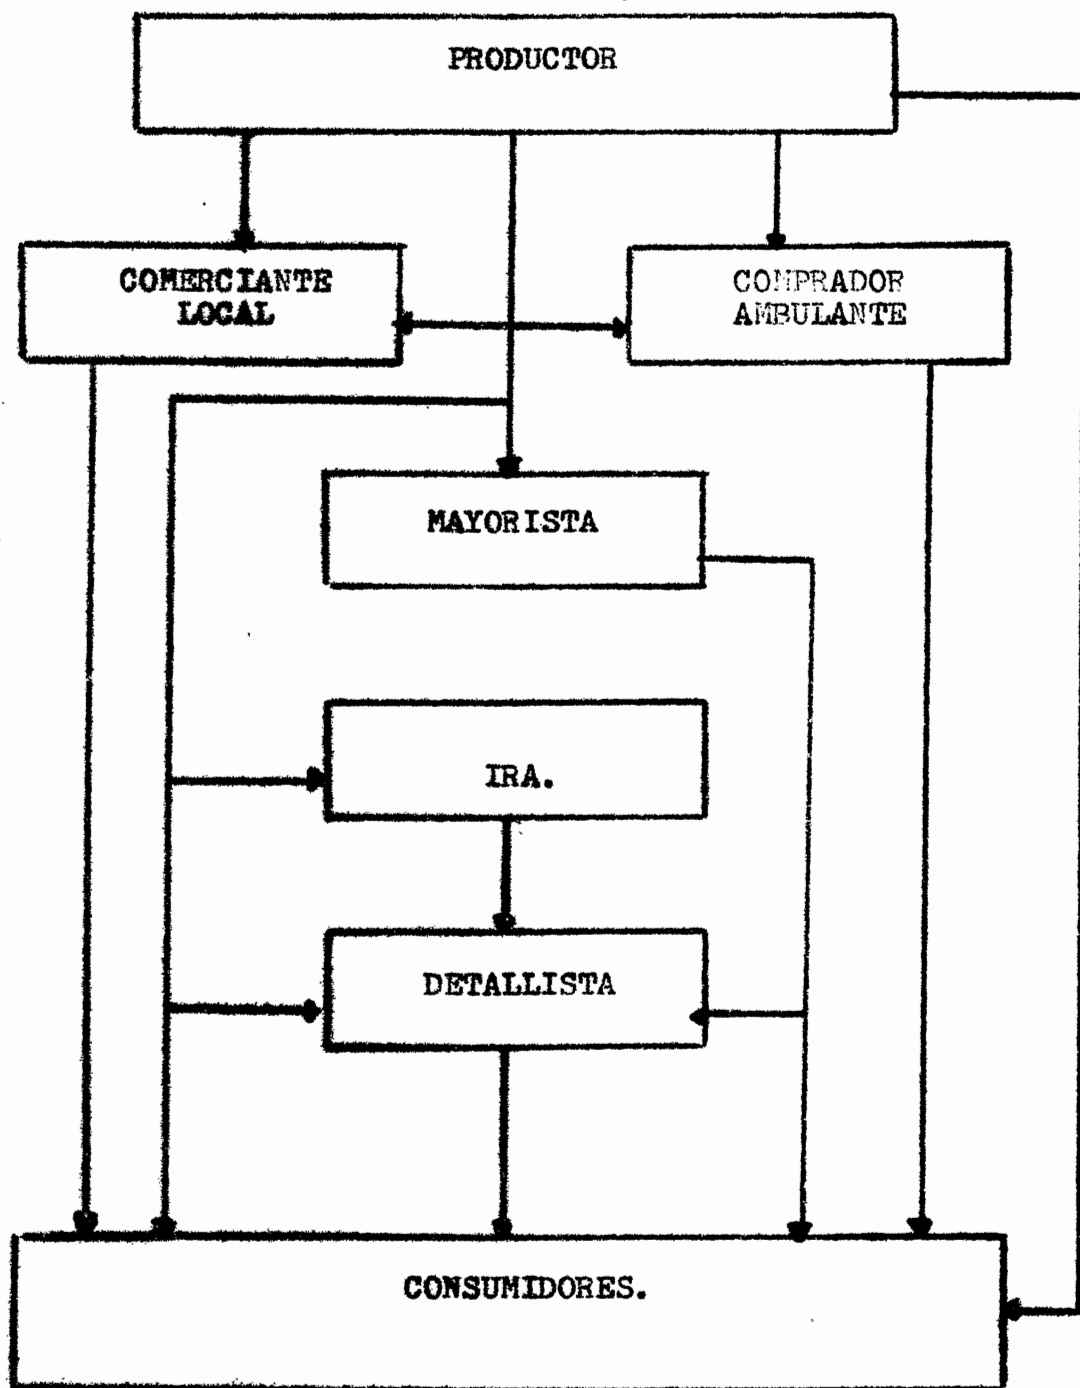 PRODUCTOR
COMERCIANTE
LOCAL
COMPRADOR
AMBULANTE
MAYORISTA
IRA.
DETALLISTA
CONSUMIDORES.